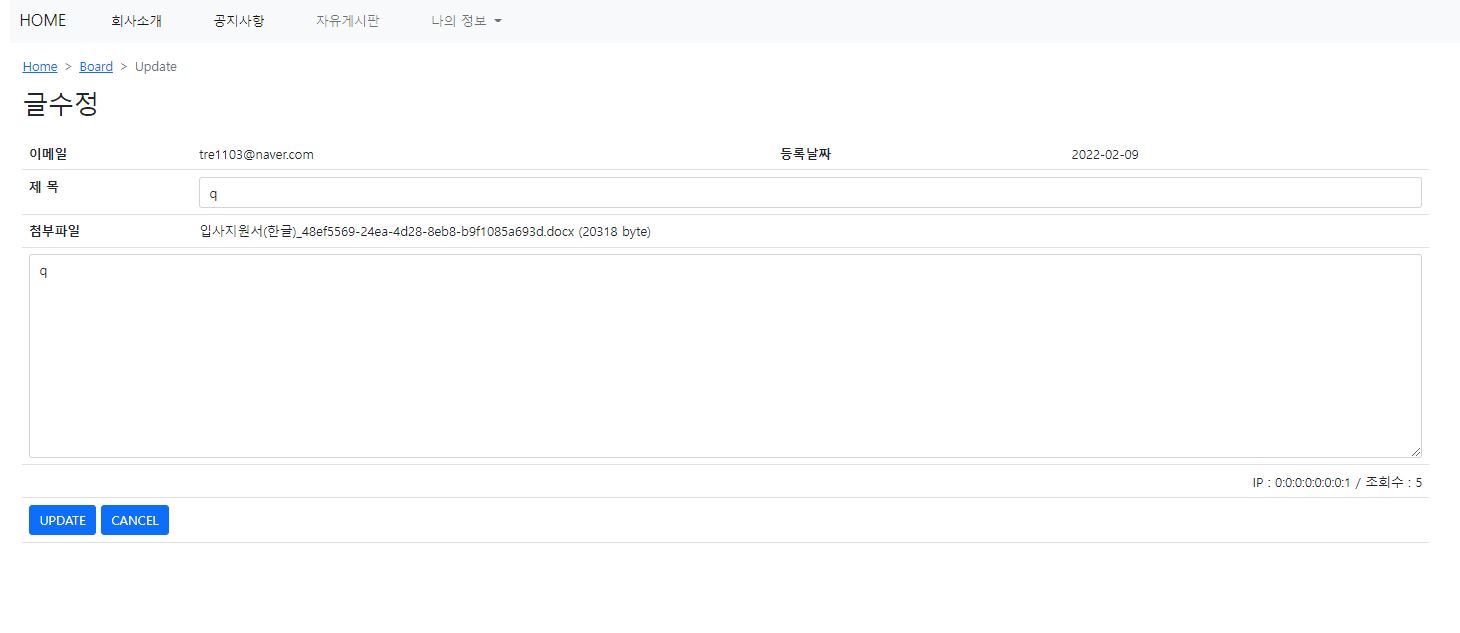 HOME 회사소개 공지사항 자유게시판 나의 정보
Home > Board > Update
글수정
이메일 tre1103@naver.com 등록날짜 2022-02-09
제 목 q
첨부파일 입사지원서(한글)_48ef5569-24ea-4d28-8eb8-b9f1085a693d.docx (20318 byte)
q
IP : 0:0:0:0:0:0:0:1 / 조회수 : 5
UPDATE CANCEL